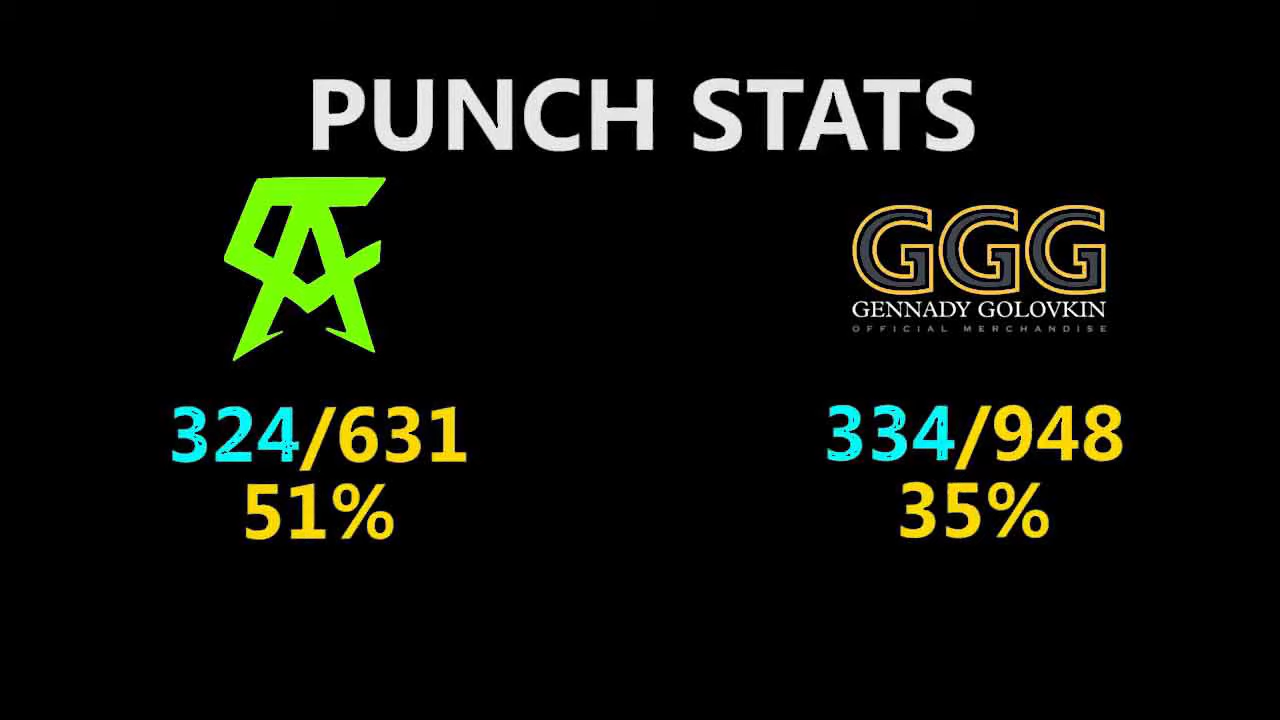 PUNCH STATS
GGG
GENNADY GOLOVKIN
OFFICIAL MERCHANDISE
324/631
334/948
51%
35%